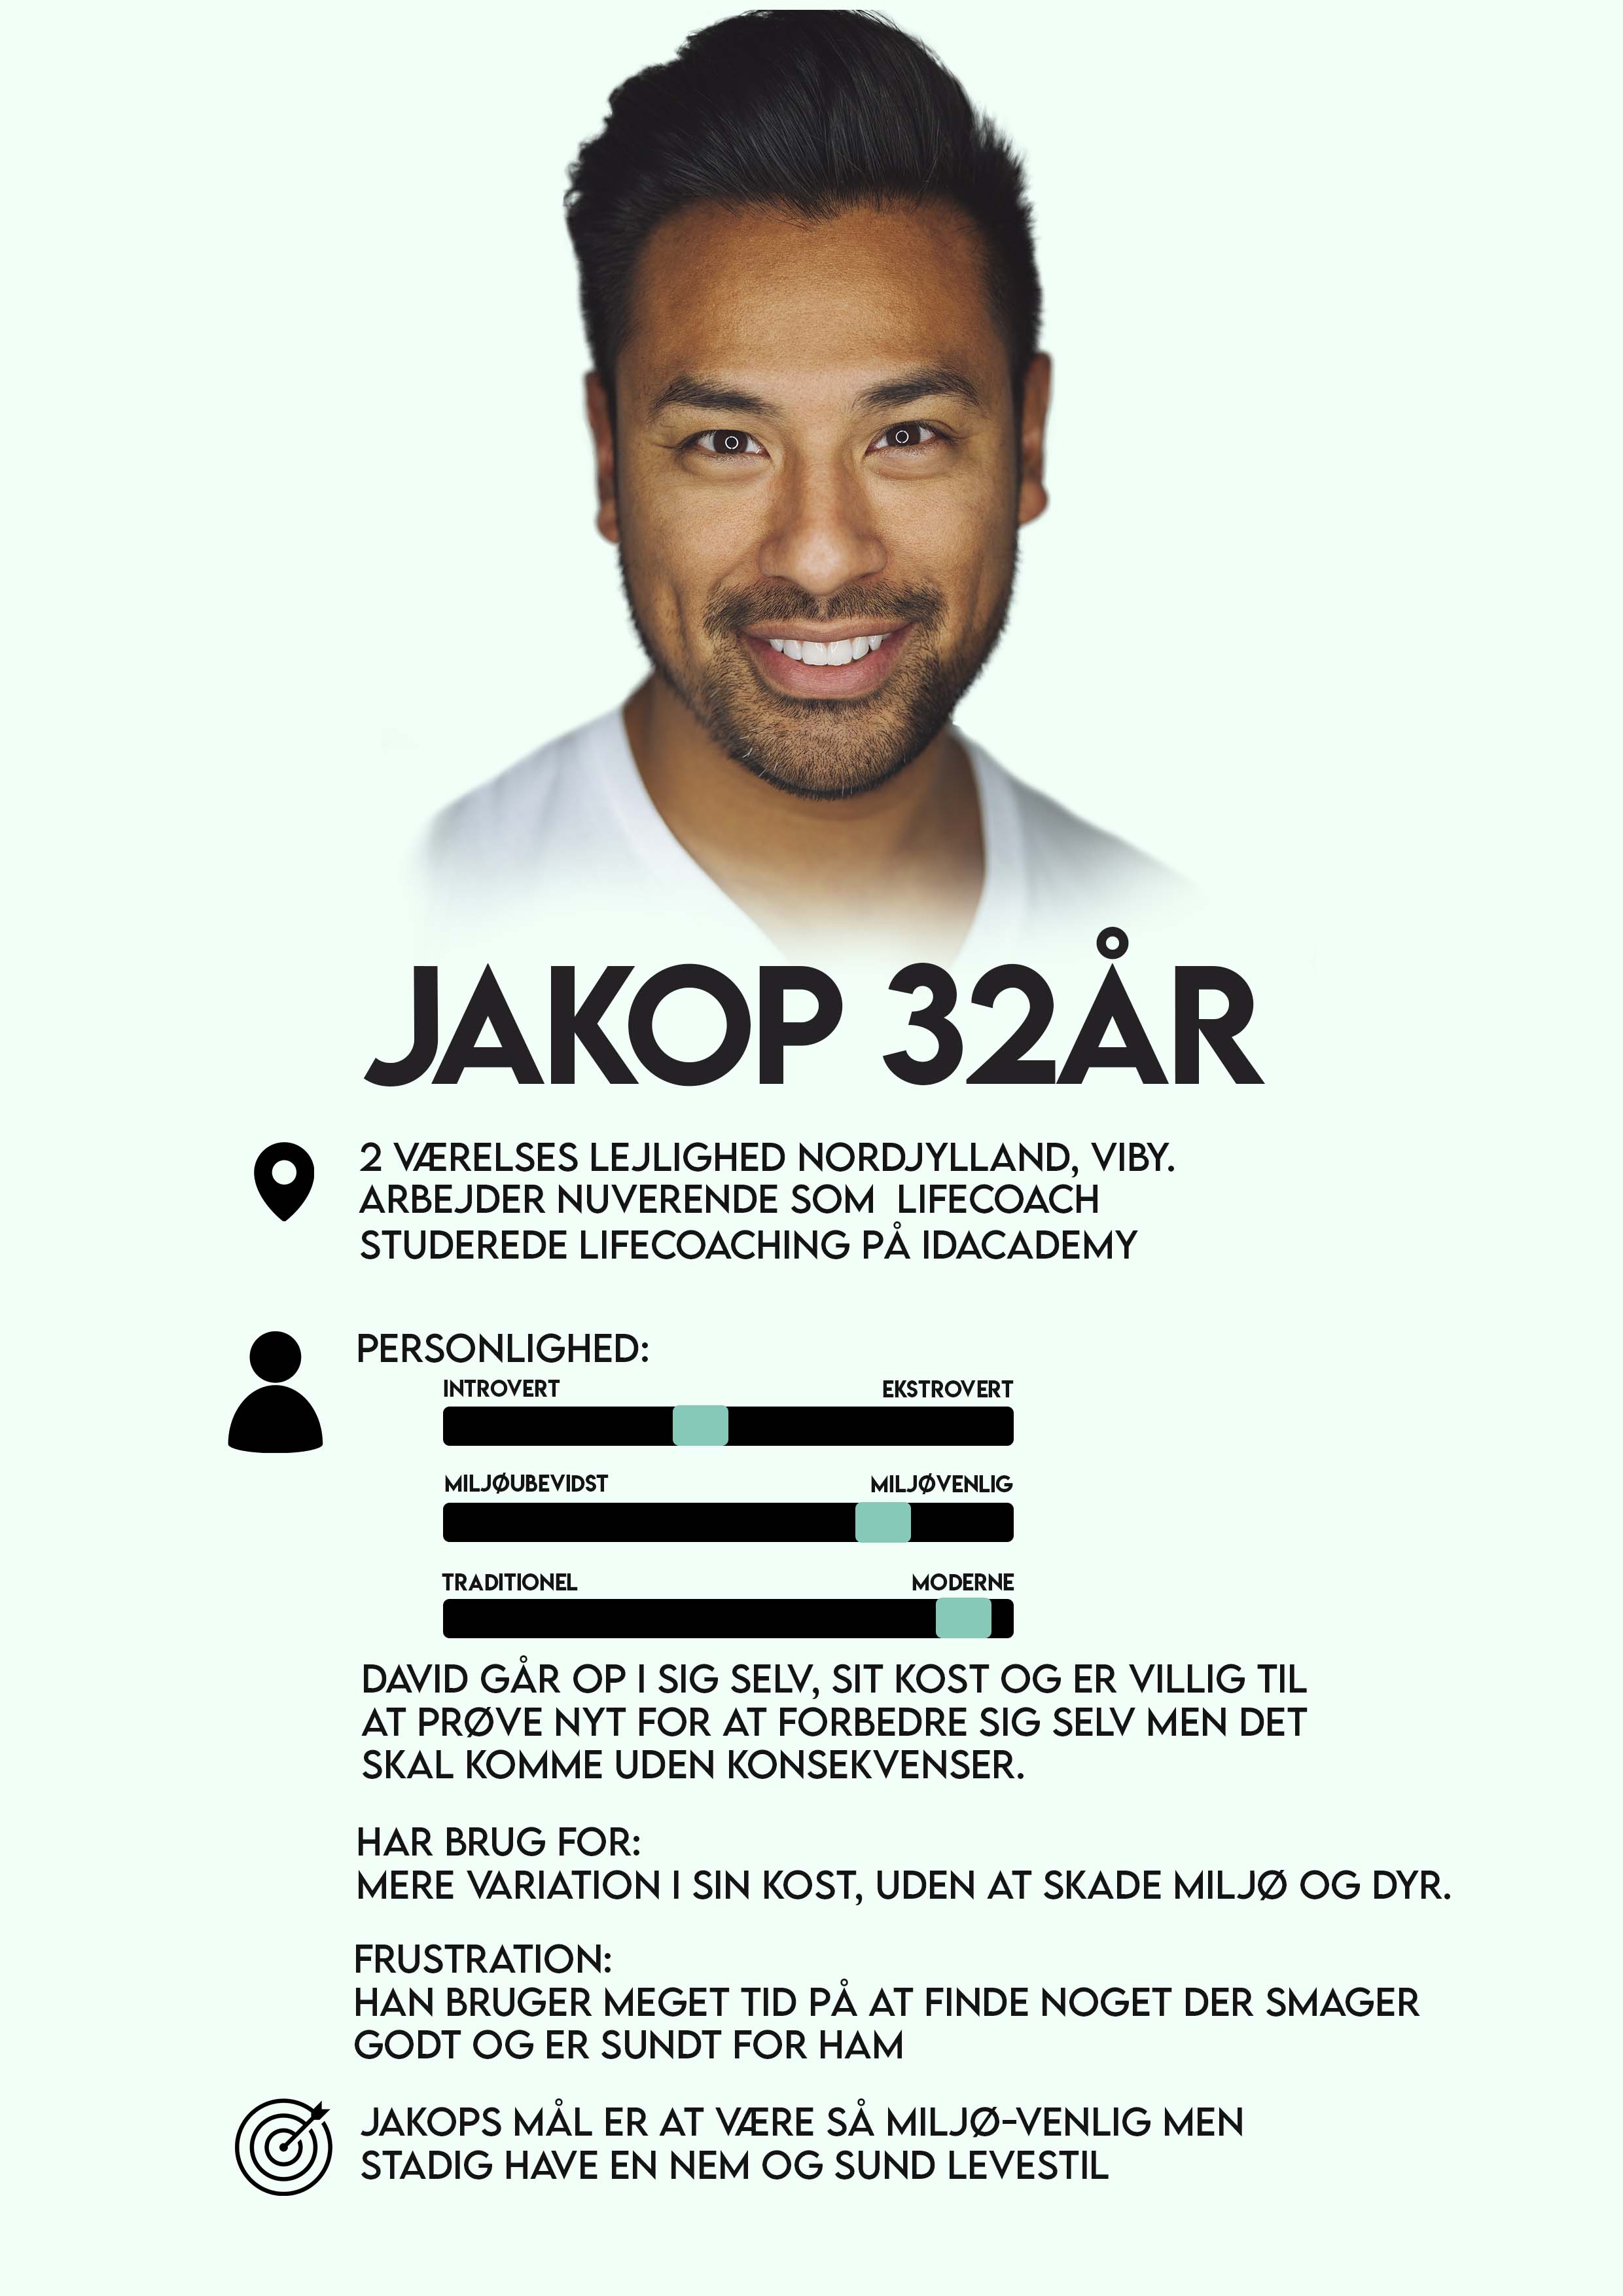 JAKOP 32ÅR
2 VÆRELSES LEJLIGHED NORDJYLLAND, VIBY.
ARBEJDER NUVERENDE SOM LIFECOACH
STUDEREDE LIFECOACHING PÅ IDACADEMY
PERSONLIGHED:
INTROVERT EKSTROVERT
MILJØUBEVIDST MILJØVENLIG
TRADITIONEL MODERNE
DAVID GÅR OP I SIG SELV, SIT KOST OG ER VILLIG TIL
AT PRØVE NYT FOR AT FORBEDRE SIG SELV MEN DET
SKAL KOMME UDEN KONSEKVENSER.
HAR BRUG FOR:
MERE VARIATION I SIN KOST, UDEN AT SKADE MILJØ OG DYR.
FRUSTRATION:
HAN BRUGER MEGET TID PÅ AT FINDE NOGET DER SMAGER
GODT OG ER SUNDT FOR HAM
JAKOPS MÅL ER AT VÆRE SÅ MILJØ-VENLIG MEN
STADIG HAVE EN NEM OG SUND LEVESTIL